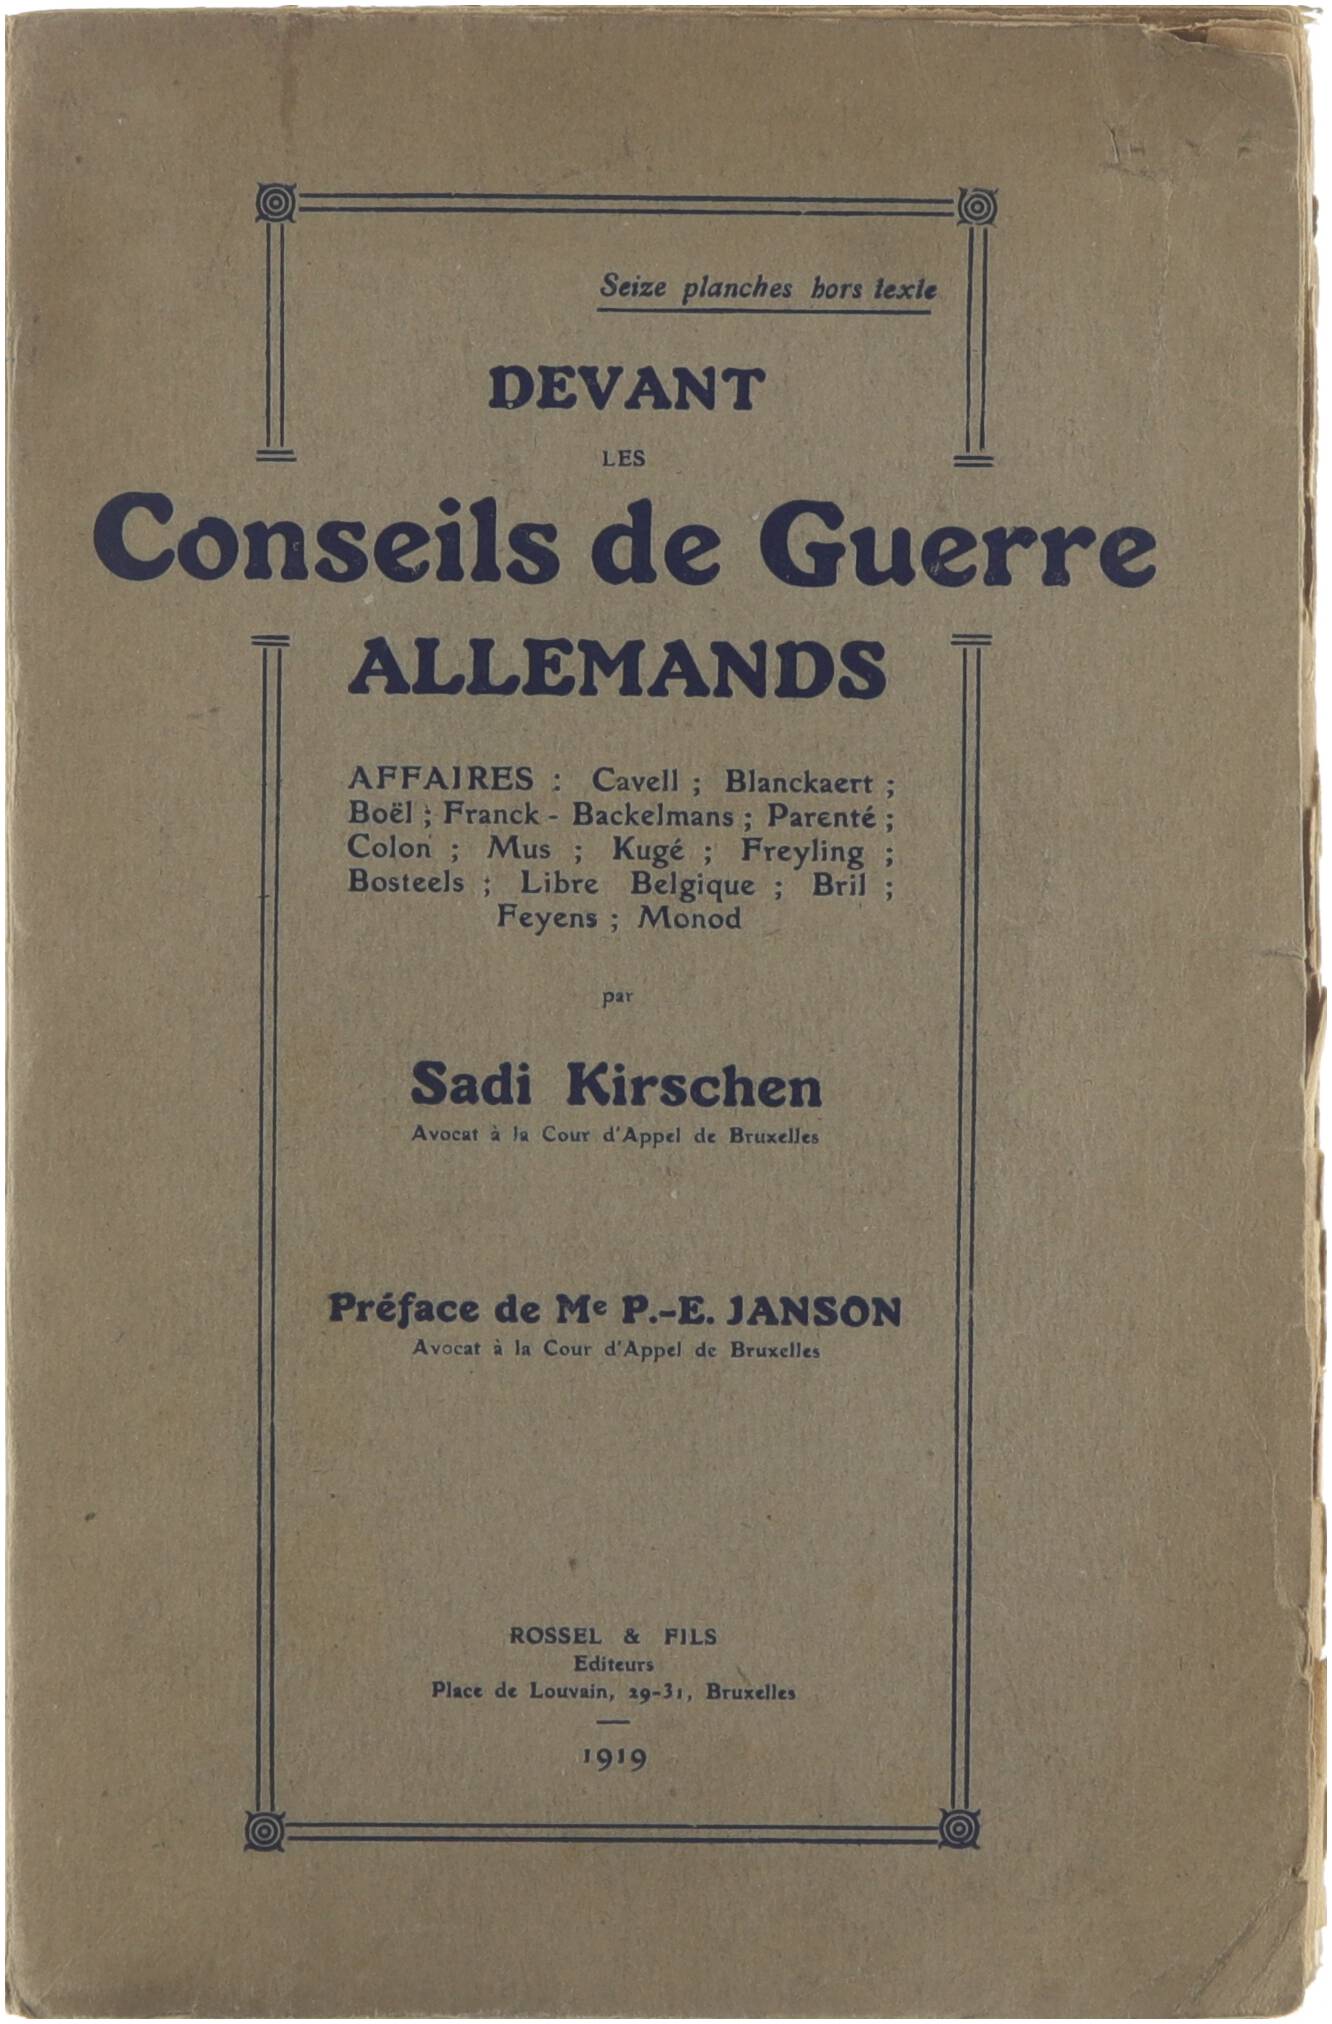 Seize planches hors texte
DEVANT
LES
Conseils de Guerre
ALLEMANDS
AFFAIRES : Cavell ; Blanckaert ;
Boël ; Franck - Backelmans ; Parenté ;
Colon ; Mus ; Kugé ; Freyling ;
Bosteels ; Libre Belgique ; Bril ;
Feyens ; Monod
par
Sadi Kirschen
Avocat à la Cour d'Appel de Bruxelles
Préface de Me P.-E. JANSON
Avocat à la Cour d'Appel de Bruxelles
ROSSEL & FILS
Editeurs
Place de Louvain, 29-31, Bruxelles
1919